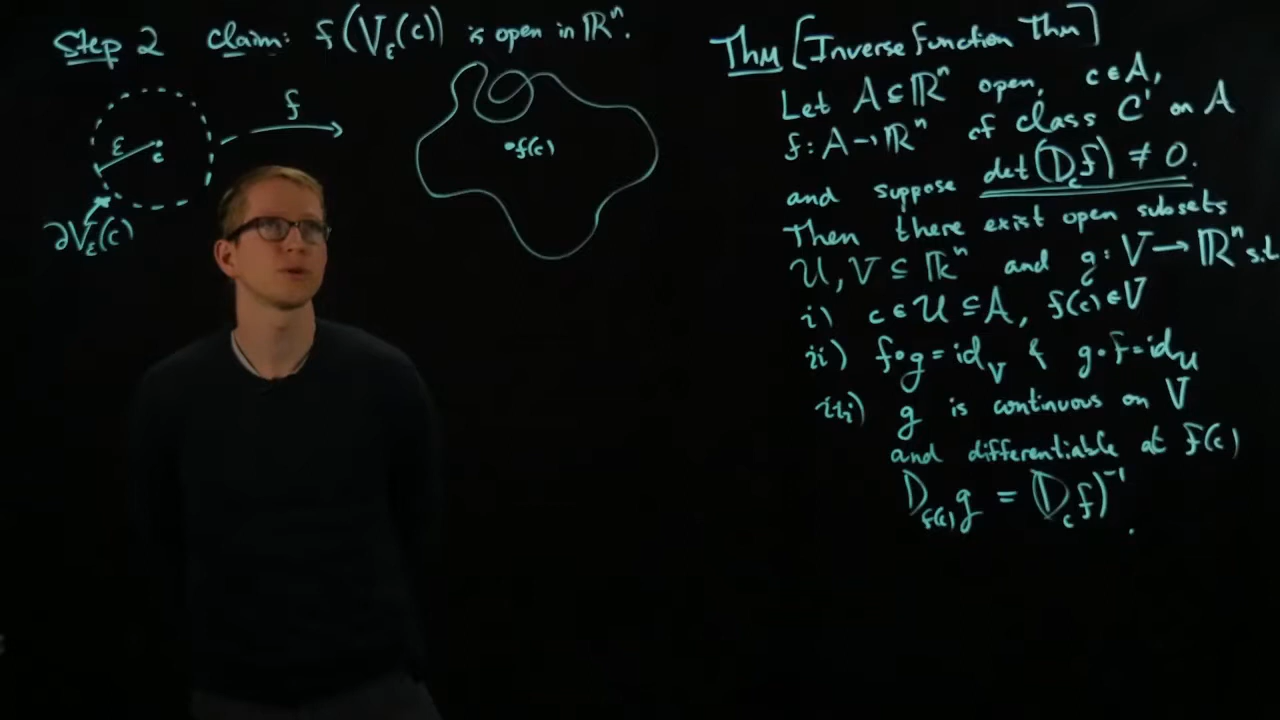 Step 2 claim: f(V_ε(c)) is open in ℝⁿ.
f
ε
c
∂V_ε(c)
f(c)
Thm [Inverse Function Thm]
Let A ⊆ ℝⁿ open, c ∈ A,
f: A → ℝⁿ of class C¹ on A
and suppose det(D_c f) ≠ 0.
Then there exist open subsets
U, V ⊆ ℝⁿ and g: V → ℝⁿ s.t.
i) c ∈ U ⊆ A, f(c) ∈ V
ii) f∘g = id_V & g∘f = id_U
iii) g is continuous on V
and differentiable at f(c)
D_f(c) g = (D_c f)⁻¹.